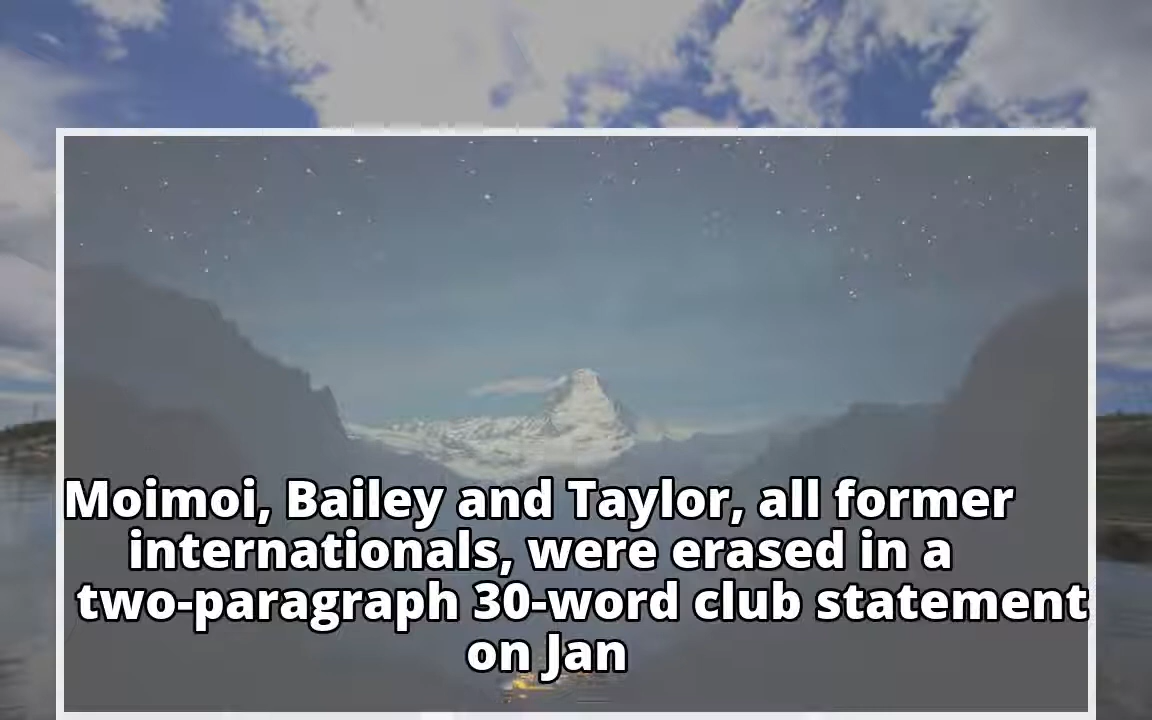 Moimoi, Bailey and Taylor, all former
internationals, were erased in a
two-paragraph 30-word club statement
on Jan